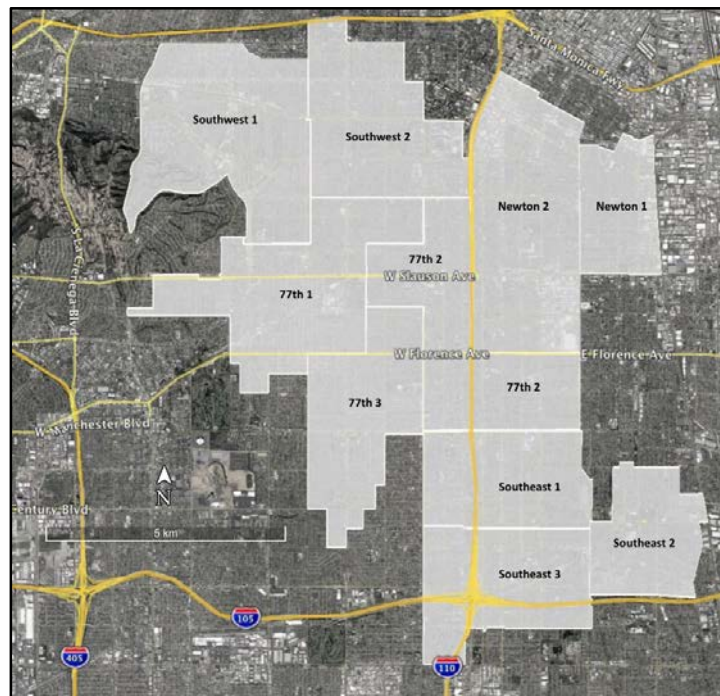 Santa Monica Fwy
Southwest 1
Southwest 2
Newton 2
Newton 1
S La Cienega Blvd
77th 2
W Slauson Ave
77th 1
W Florence Ave
E Florence Ave
77th 2
77th 3
W Manchester Blvd
N
Southeast 1
entury Blvd
5 km
Southeast 2
Southeast 3
105
405
110